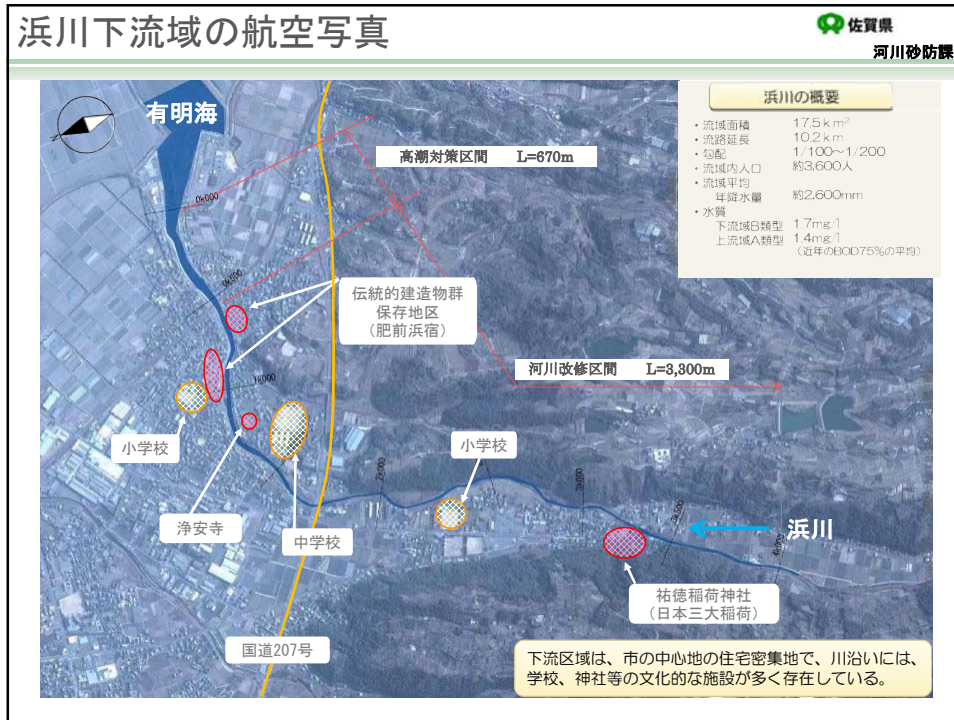 浜川下流域の航空写真
佐賀県
河川砂防課
有明海
高潮対策区間 L=670m
浜川の概要
・流域面積 17.5km²
・流路延長 10.2km
・勾配 1/100～1/200
・流域内人口 約3,600人
・流域平均
年降水量 約2,600mm
・水質
下流域B類型 1.7mg/l
上流域A類型 1.4mg/l
（近年のBOD75%の平均）
0k000
0k500
伝統的建造物群
保存地区
（肥前浜宿）
河川改修区間 L=3,300m
1k000
小学校
小学校
2k000
3k000
3k500
4k000
浄安寺
中学校
浜川
祐徳稲荷神社
（日本三大稲荷）
国道207号
下流区域は、市の中心地の住宅密集地で、川沿いには、
学校、神社等の文化的な施設が多く存在している。